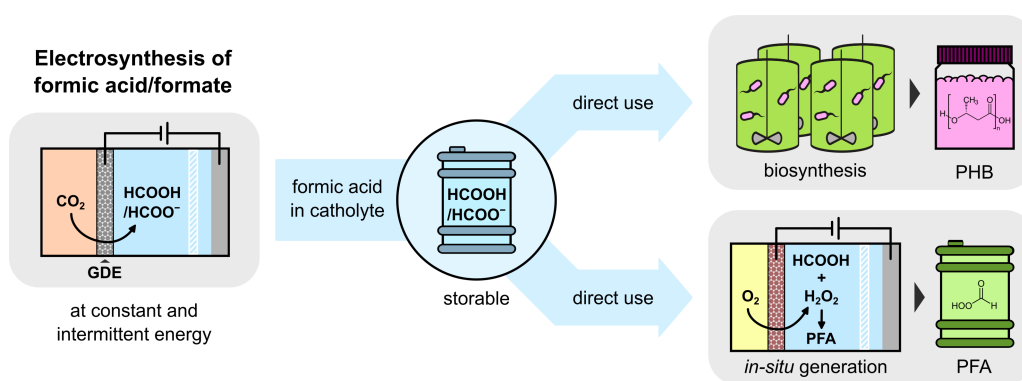 Electrosynthesis of
formic acid/formate
CO₂
HCOOH
/HCOO⁻
GDE
at constant and
intermittent energy
formic acid
in catholyte
HCOOH
/HCOO⁻
storable
direct use
direct use
biosynthesis
H
O
CH₃
O
OH
n
PHB
O₂
HCOOH
+
H₂O₂
PFA
in-situ generation
O
HOO
H
PFA